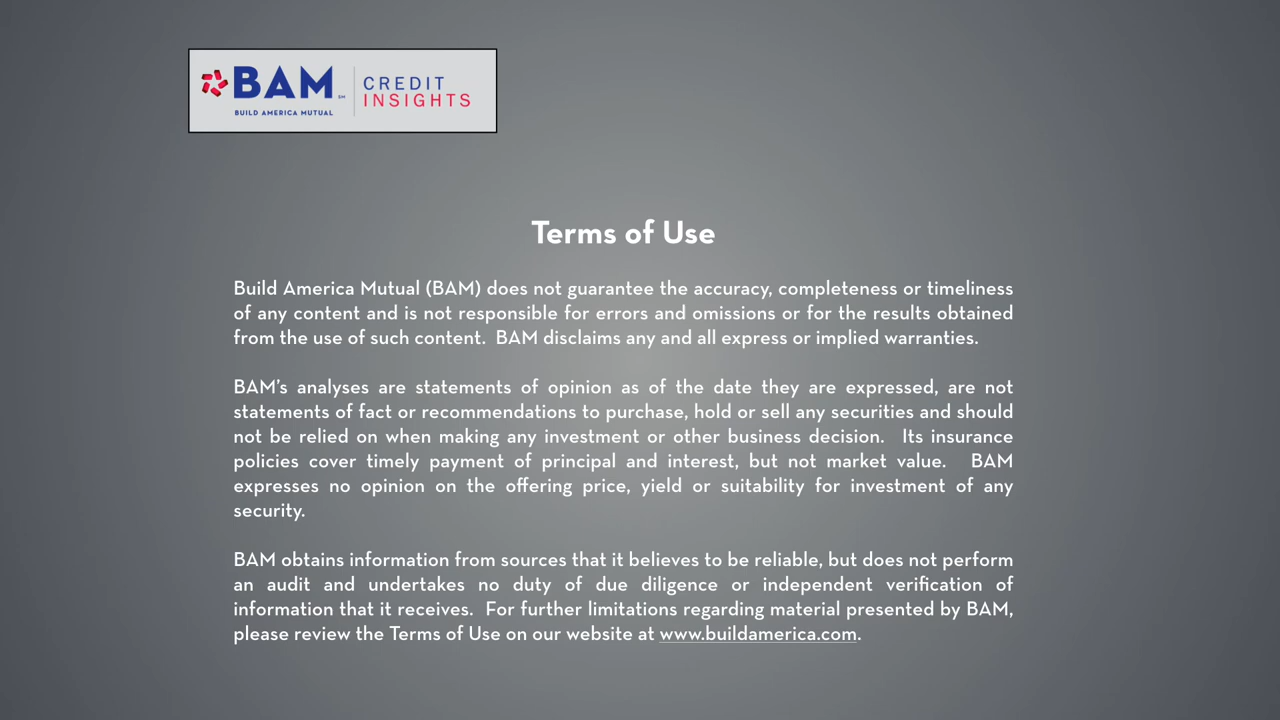 BAM SM
BUILD AMERICA MUTUAL
CREDIT
INSIGHTS
Terms of Use
Build America Mutual (BAM) does not guarantee the accuracy, completeness or timeliness
of any content and is not responsible for errors and omissions or for the results obtained
from the use of such content.  BAM disclaims any and all express or implied warranties.
BAM's analyses are statements of opinion as of the date they are expressed, are not
statements of fact or recommendations to purchase, hold or sell any securities and should
not be relied on when making any investment or other business decision.  Its insurance
policies cover timely payment of principal and interest, but not market value.  BAM
expresses no opinion on the offering price, yield or suitability for investment of any
security.
BAM obtains information from sources that it believes to be reliable, but does not perform
an audit and undertakes no duty of due diligence or independent verification of
information that it receives.  For further limitations regarding material presented by BAM,
please review the Terms of Use on our website at www.buildamerica.com.